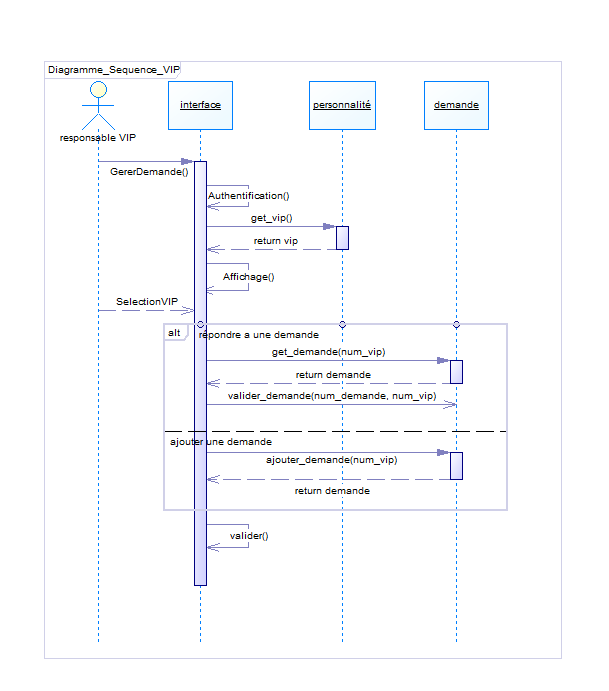 Diagramme_Sequence_VIP
interface
personnalité
demande
responsable VIP
GererDemande()
Authentification()
get_vip()
return vip
Affichage()
SelectionVIP
alt
répondre a une demande
get_demande(num_vip)
return demande
valider_demande(num_demande, num_vip)
ajouter une demande
ajouter_demande(num_vip)
return demande
valider()